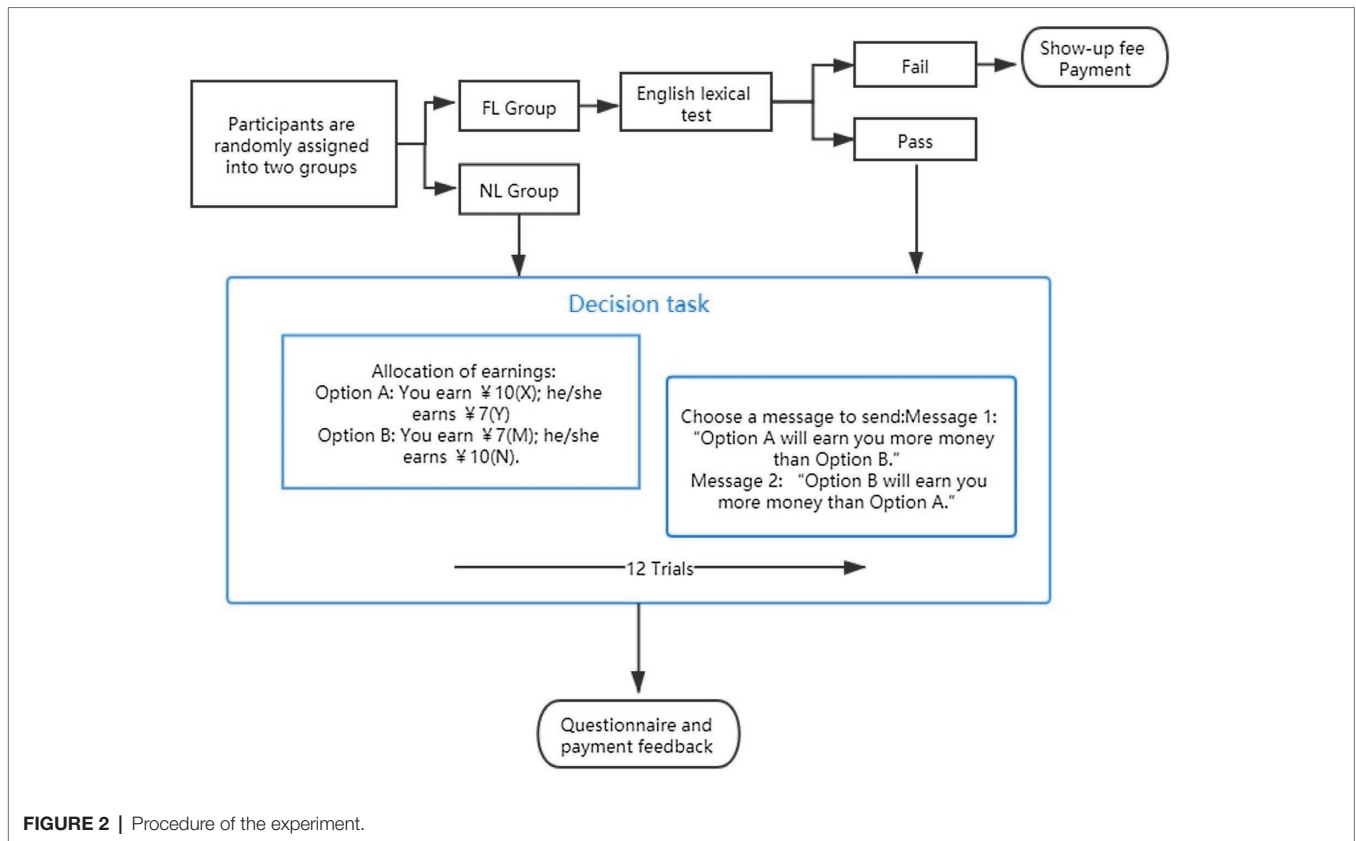 Participants are
randomly assigned
into two groups
FL Group
NL Group
English lexical
test
Fail
Pass
Show-up fee
Payment
Decision task
Allocation of earnings:
Option A: You earn ¥10(X); he/she
earns ¥7(Y)
Option B: You earn ¥7(M); he/she
earns ¥10(N).
Choose a message to send:Message 1:
“Option A will earn you more money
than Option B.”
Message 2: “Option B will earn you
more money than Option A.”
12 Trials
Questionnaire and
payment feedback
FIGURE 2 | Procedure of the experiment.